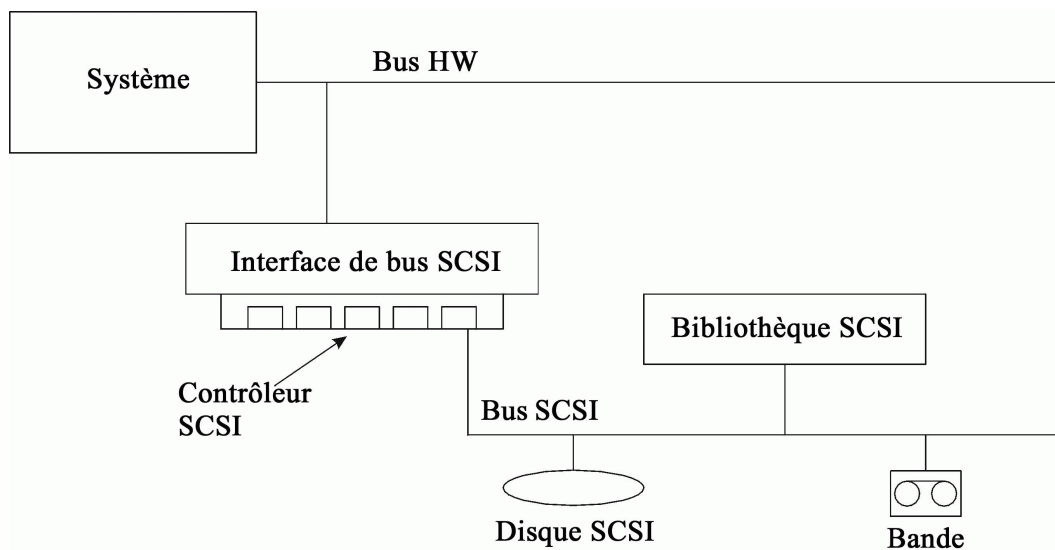 Système
Bus HW
Interface de bus SCSI
Bibliothèque SCSI
Contrôleur
SCSI
Bus SCSI
Disque SCSI
Bande